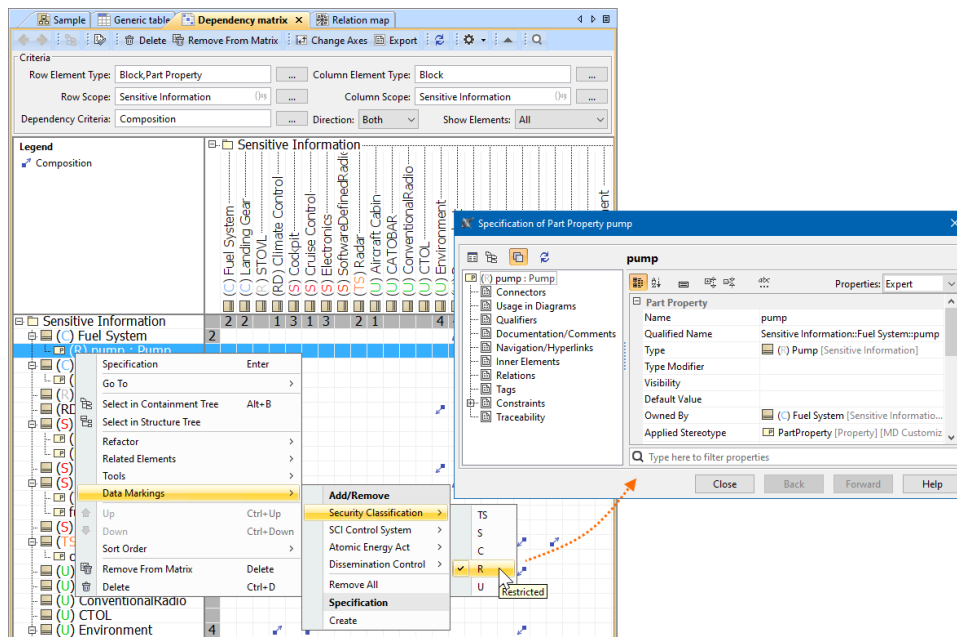 Sample
Generic table
Dependency matrix
Relation map
Delete
Remove From Matrix
Change Axes
Export
Criteria
Row Element Type: Block,Part Property ... Column Element Type: Block ...
Row Scope: Sensitive Information ... Column Scope: Sensitive Information ...
Dependency Criteria: Composition ... Direction: Both Show Elements: All
Legend
Composition
Sensitive Information
(C) Fuel System
(C) Landing Gear
(R) STOVL
(RD) Climate Control
(S) Cockpit
(S) Cruise Control
(S) Electronics
(S) SoftwareDefinedRadio
(TS) Radar
(U) Aircraft Cabin
(U) CATOBAR
(U) ConventionalRadio
(U) CTOL
(U) Environment
Sensitive Information 2 2 1 3 1 3 2 1 4
(C) Fuel System 2
(R) pump : Pump
(C)
(R)
(RD
(S)
(S)
(S)
(S)
(TS
(U)
(U)
(U) ConventionalRadio
(U) CTOL
(U) Environment 4
Specification Enter
Go To
Select in Containment Tree Alt+B
Select in Structure Tree
Refactor
Related Elements
Tools
Data Markings
Up Ctrl+Up
Down Ctrl+Down
Sort Order
Remove From Matrix Delete
Delete Ctrl+D
Add/Remove
Security Classification
SCI Control System
Atomic Energy Act
Dissemination Control
Remove All
Specification
Create
TS
S
C
R
U
Restricted
Specification of Part Property pump
(R) pump : Pump
Connectors
Usage in Diagrams
Qualifiers
Documentation/Comments
Navigation/Hyperlinks
Inner Elements
Relations
Tags
Constraints
Traceability
pump
Properties: Expert
Part Property
Name pump
Qualified Name Sensitive Information::Fuel System::pump
Type (R) Pump [Sensitive Information]
Type Modifier
Visibility
Default Value
Owned By (C) Fuel System [Sensitive Informatio...
Applied Stereotype PartProperty [Property] [MD Customiz
Type here to filter properties
Close Back Forward Help